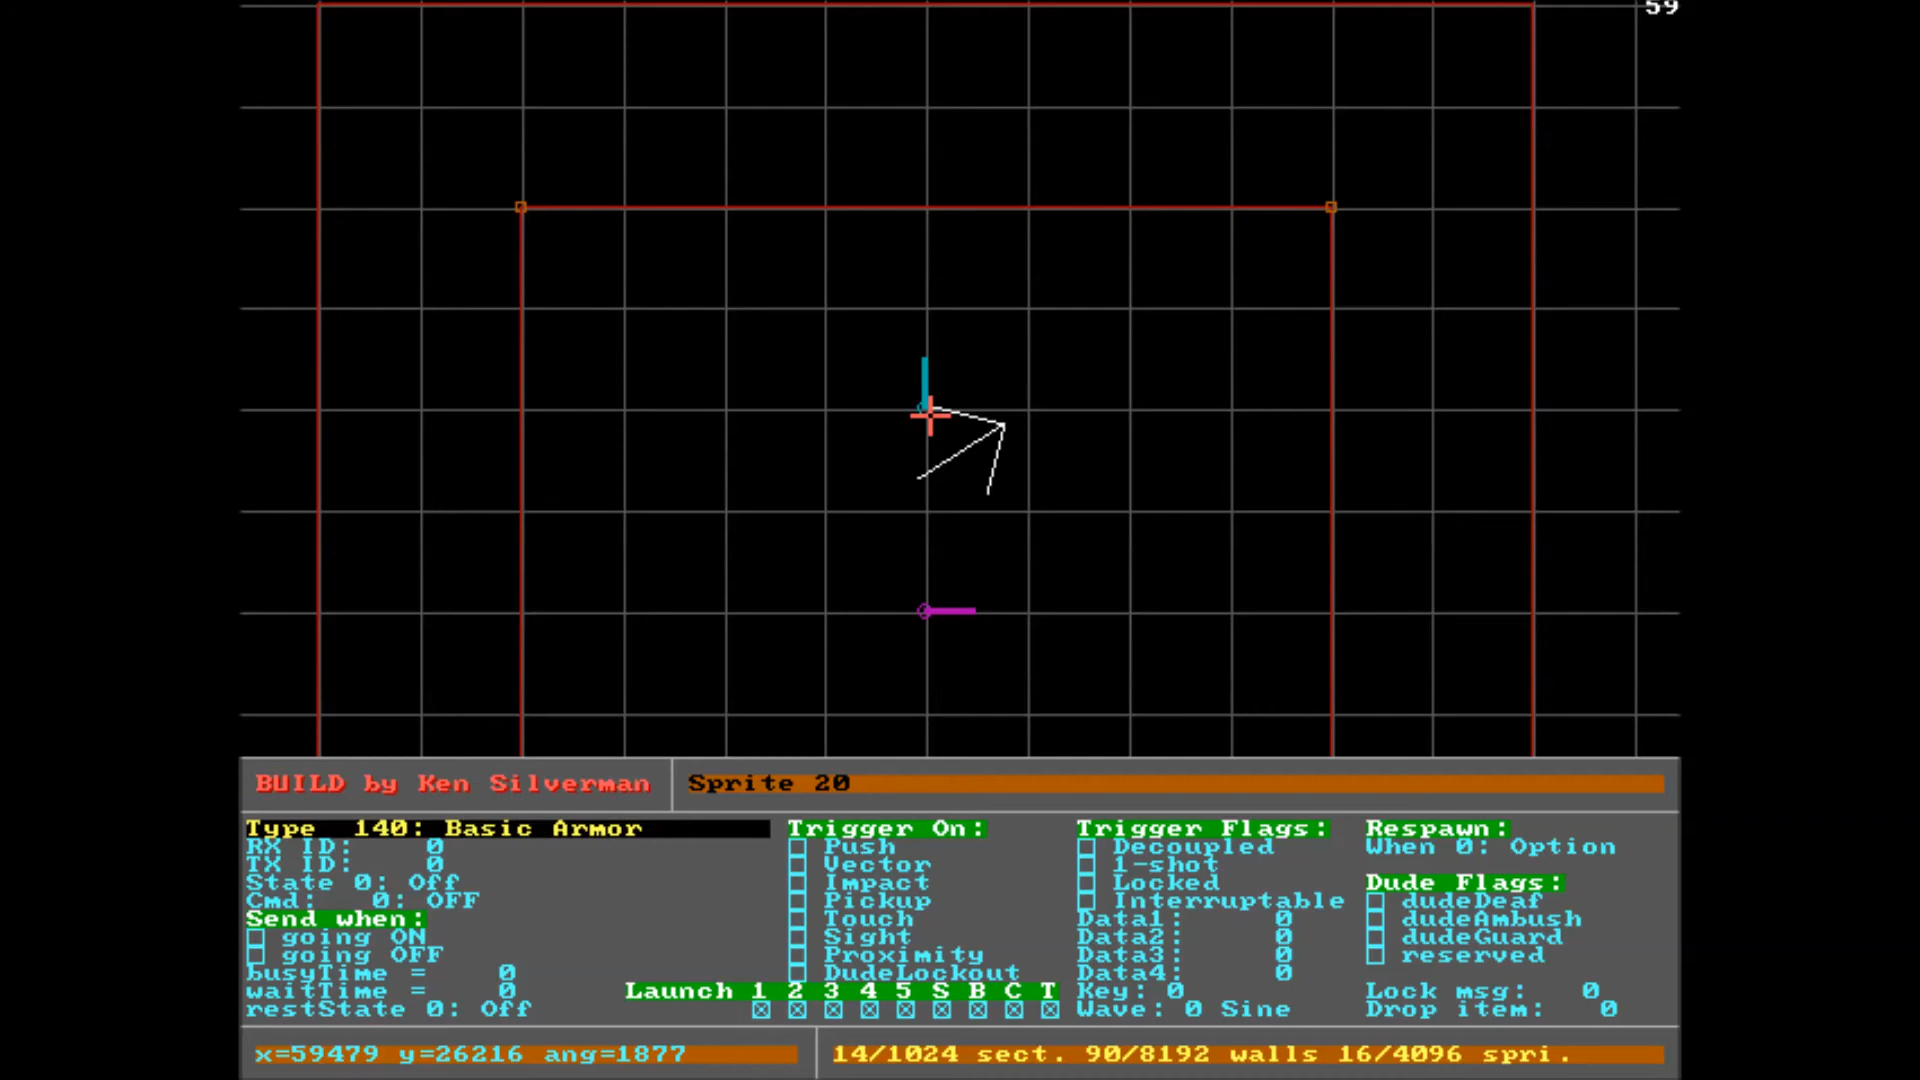 59
BUILD by Ken Silverman Sprite 20
Type 140: Basic Armor Trigger On: Trigger Flags: Respawn:
RX ID: 0 Push Decoupled When 0: Option
TX ID: 0 Vector 1-shot
State 0: Off Impact Locked Dude Flags:
Cmd: 0: OFF Pickup Interruptable dudeDeaf
Send when: Touch Data1: 0 dudeAmbush
going ON Sight Data2: 0 dudeGuard
going OFF Proximity Data3: 0 reserved
busyTime = 0 DudeLockout Data4: 0
waitTime = 0 Launch 1 2 3 4 5 S B C T Key: 0 Lock msg: 0
restState 0: Off Wave: 0 Sine Drop item: 0
x=59479 y=26216 ang=1877 14/1024 sect. 90/8192 walls 16/4096 spri.